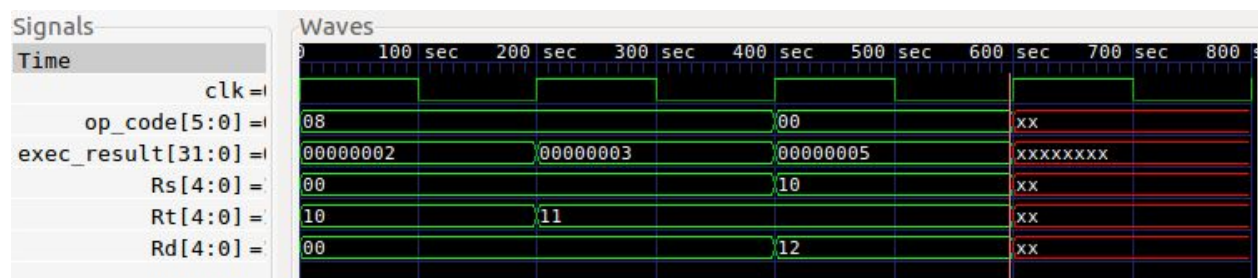 Signals Waves
Time 0 100 sec 200 sec 300 sec 400 sec 500 sec 600 sec 700 sec 800
clk =
op_code[5:0] = 08 00 xx
exec_result[31:0] = 00000002 00000003 00000005 xxxxxxxx
Rs[4:0] = 00 10 xx
Rt[4:0] = 10 11 xx
Rd[4:0] = 00 12 xx